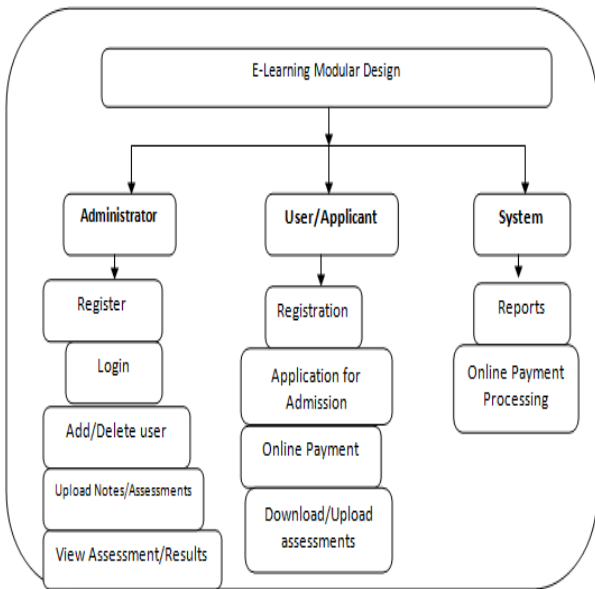 E-Learning Modular Design
Administrator
User/Applicant
System
Register
Login
Add/Delete user
Upload Notes/Assessments
View Assessment/Results
Registration
Application for
Admission
Online Payment
Download/Upload
assessments
Reports
Online Payment
Processing